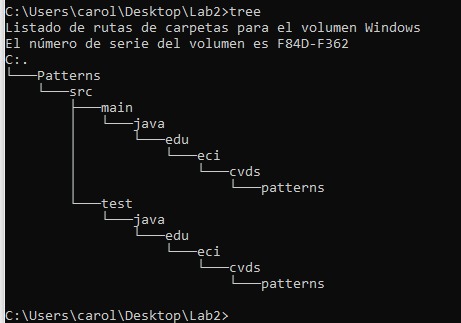 C:\Users\carol\Desktop\Lab2>tree
Listado de rutas de carpetas para el volumen Windows
El número de serie del volumen es F84D-F362
C:.
└───Patterns
    └───src
        ├───main
        │   └───java
        │       └───edu
        │           └───eci
        │               └───cvds
        │                   └───patterns
        └───test
            └───java
                └───edu
                    └───eci
                        └───cvds
                            └───patterns
C:\Users\carol\Desktop\Lab2>